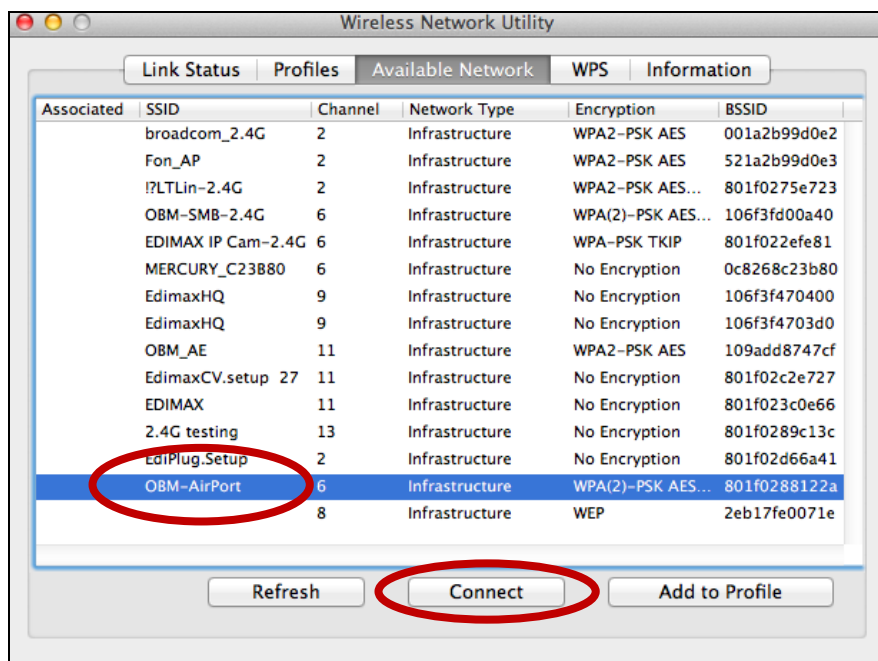 Wireless Network Utility
Link Status Profiles Available Network WPS Information
Associated SSID Channel Network Type Encryption BSSID
broadcom_2.4G 2 Infrastructure WPA2-PSK AES 001a2b99d0e2
Fon_AP 2 Infrastructure WPA2-PSK AES 521a2b99d0e3
!?LTLin-2.4G 2 Infrastructure WPA2-PSK AES... 801f0275e723
OBM-SMB-2.4G 6 Infrastructure WPA(2)-PSK AES... 106f3fd00a40
EDIMAX IP Cam-2.4G 6 Infrastructure WPA-PSK TKIP 801f022efe81
MERCURY_C23B80 6 Infrastructure No Encryption 0c8268c23b80
EdimaxHQ 9 Infrastructure No Encryption 106f3f470400
EdimaxHQ 9 Infrastructure No Encryption 106f3f4703d0
OBM_AE 11 Infrastructure WPA2-PSK AES 109add8747cf
EdimaxCV.setup 27 11 Infrastructure No Encryption 801f02c2e727
EDIMAX 11 Infrastructure No Encryption 801f023c0e66
2.4G testing 13 Infrastructure No Encryption 801f0289c13c
EdiPlug.Setup 2 Infrastructure No Encryption 801f02d66a41
OBM-AirPort 6 Infrastructure WPA(2)-PSK AES... 801f0288122a
8 Infrastructure WEP 2eb17fe0071e
Refresh Connect Add to Profile